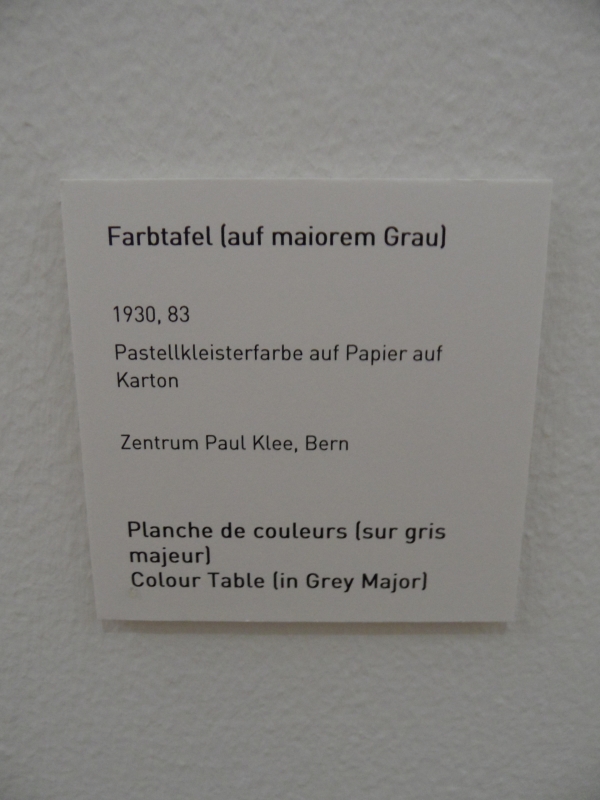 Farbtafel (auf maiorem Grau)
1930, 83
Pastellkleisterfarbe auf Papier auf
Karton
Zentrum Paul Klee, Bern
Planche de couleurs (sur gris
majeur)
Colour Table (in Grey Major)